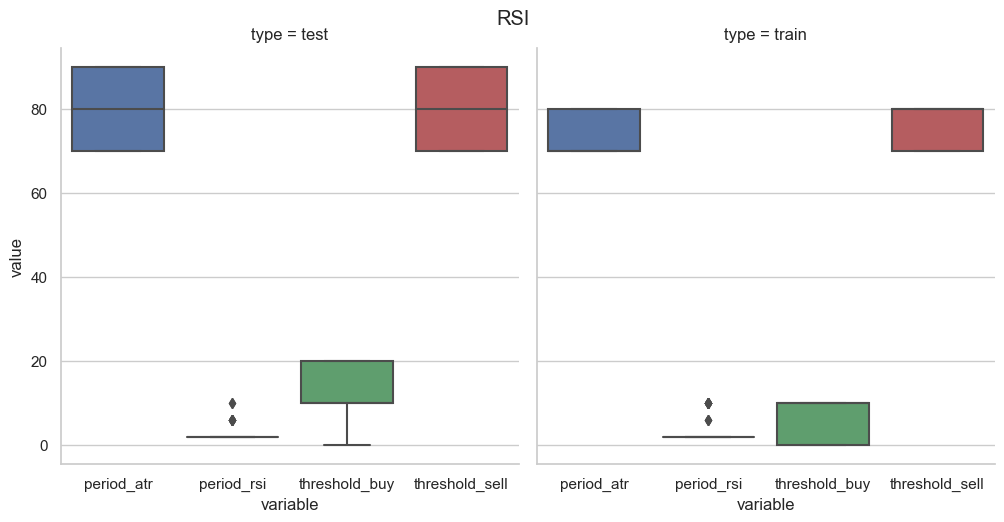 RSI
type = test
type = train
value
80
60
40
20
0
period_atr period_rsi threshold_buy threshold_sell
period_atr period_rsi threshold_buy threshold_sell
variable
variable